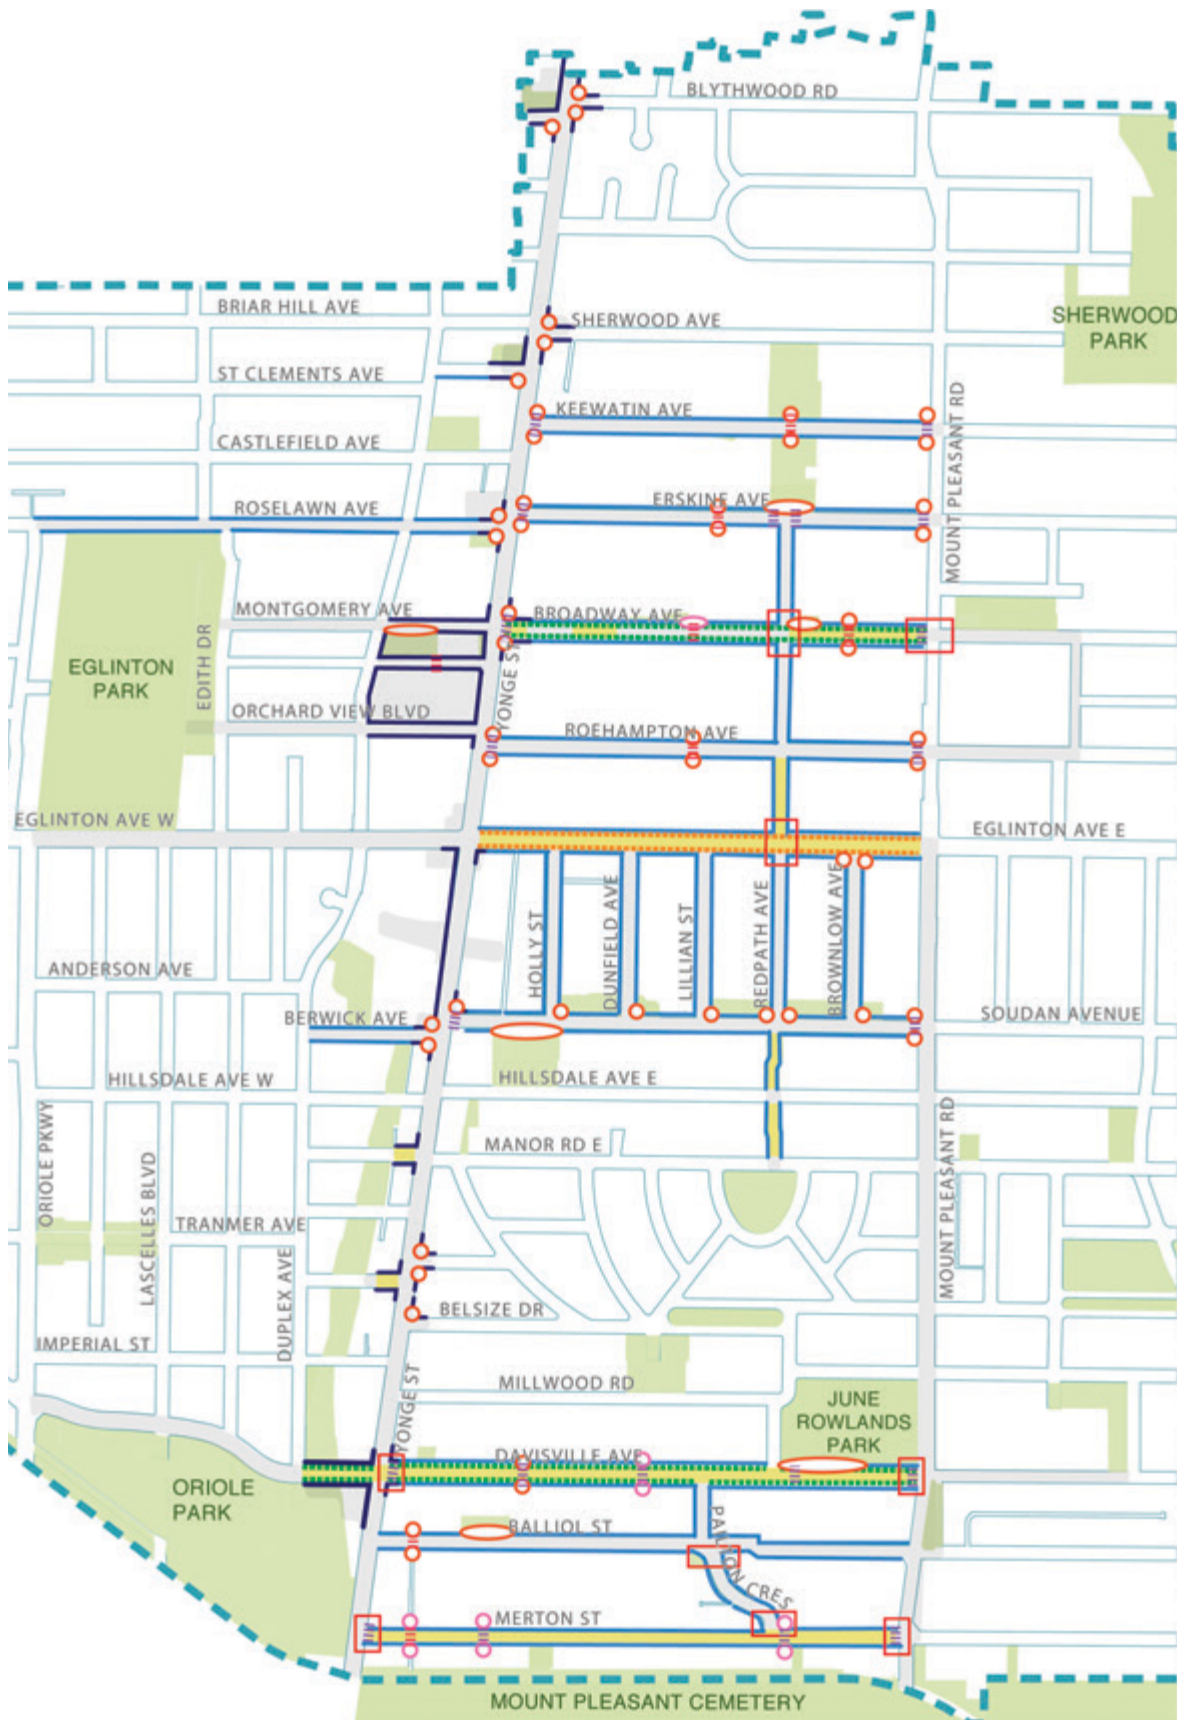 BLYTHWOOD RD
BRIAR HILL AVE
SHERWOOD AVE
SHERWOOD
PARK
ST CLEMENTS AVE
KEEWATIN AVE
MOUNT PLEASANT RD
CASTLEFIELD AVE
ROSELAWN AVE
ERSKINE AVE
MONTGOMERY AVE
BROADWAY AVE
EGLINTON
PARK
EDITH DR
YONGE ST
ORCHARD VIEW BLVD
ROEHAMPTON AVE
EGLINTON AVE W
EGLINTON AVE E
HOLLY ST
DUNFIELD AVE
LILLIAN ST
REDPATH AVE
BROWNLOW AVE
ANDERSON AVE
BERWICK AVE
SOUDAN AVENUE
HILLSDALE AVE W
HILLSDALE AVE E
ORIOLE PKWY
LASCELLES BLVD
MANOR RD E
MOUNT PLEASANT RD
TRANMER AVE
DUPLEX AVE
BELSIZE DR
IMPERIAL ST
YONGE ST
MILLWOOD RD
JUNE
ROWLANDS
PARK
DAVISVILLE AVE
ORIOLE
PARK
BALLIOL ST
PAILTON CRES
MERTON ST
MOUNT PLEASANT CEMETERY